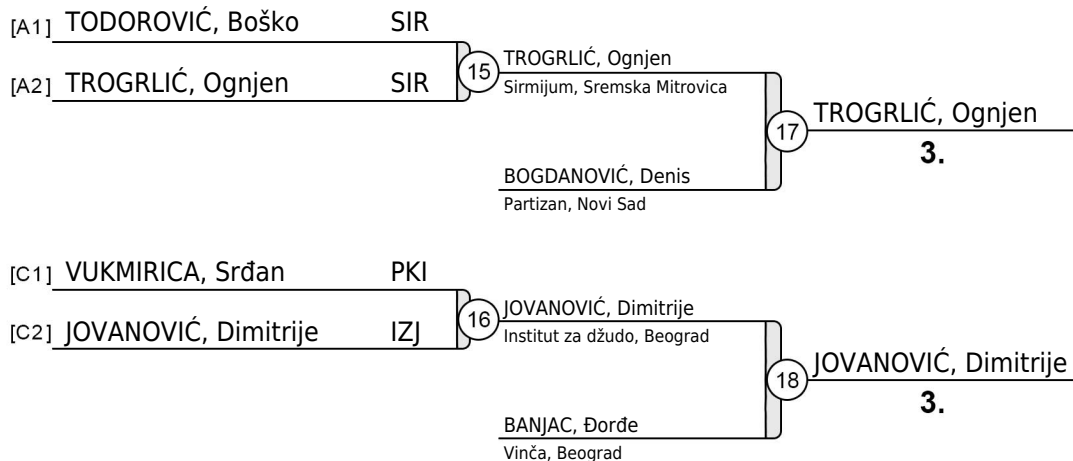 [A1] TODOROVIĆ, Boško SIR
[A2] TROGRLIĆ, Ognjen SIR
15
TROGRLIĆ, Ognjen
Sirmijum, Sremska Mitrovica
BOGDANOVIĆ, Denis
Partizan, Novi Sad
17
TROGRLIĆ, Ognjen
3.
[C1] VUKMIRICA, Srđan PKI
[C2] JOVANOVIĆ, Dimitrije IZJ
16
JOVANOVIĆ, Dimitrije
Institut za džudo, Beograd
BANJAC, Đorđe
Vinča, Beograd
18
JOVANOVIĆ, Dimitrije
3.